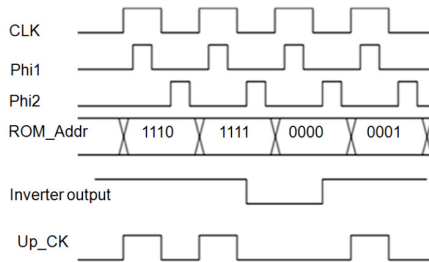 CLK
Phi1
Phi2
ROM_Addr 1110 1111 0000 0001
Inverter output
Up_CK